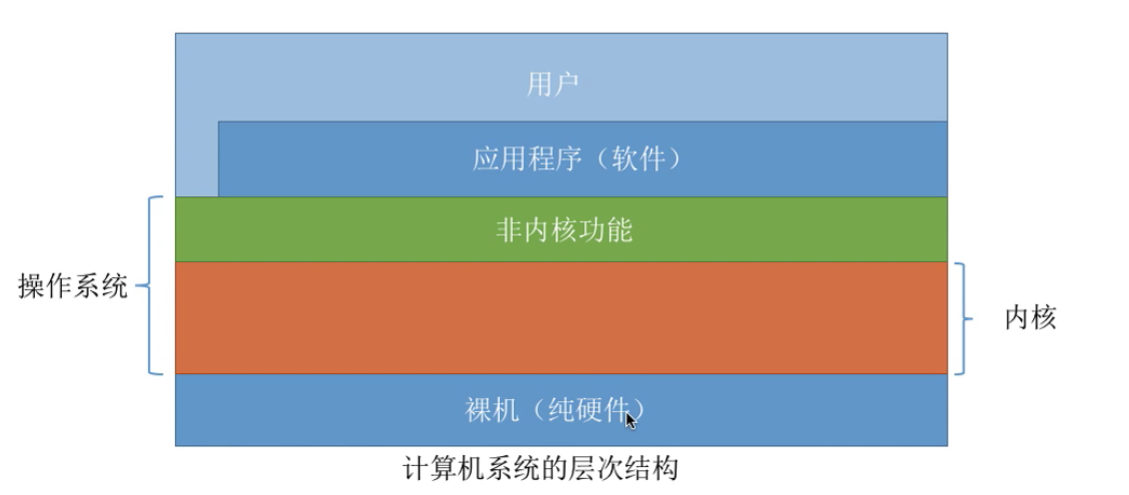 用户
应用程序（软件）
非内核功能
操作系统
内核
裸机（纯硬件）
计算机系统的层次结构